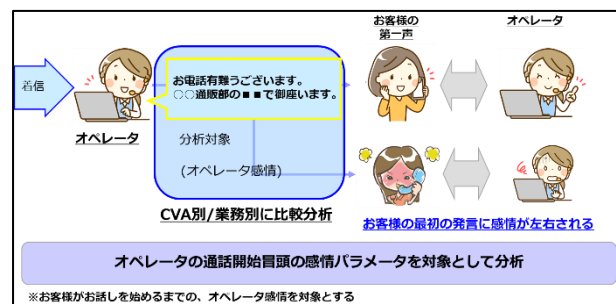 お客様の
第一声
オペレータ
着信
お電話有難うございます。
○○通販部の■■で御座います。
オペレータ
分析対象
(オペレータ感情)
CVA別/業務別に比較分析
お客様の最初の発言に感情が左右される
オペレータの通話開始冒頭の感情パラメータを対象として分析
※お客様がお話しを始めるまでの、オペレータ感情を対象とする